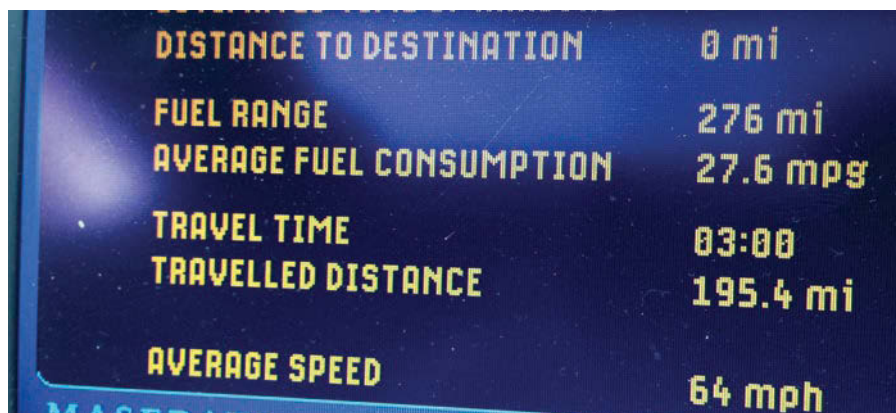 DISTANCE TO DESTINATION 0 mi
FUEL RANGE 276 mi
AVERAGE FUEL CONSUMPTION 27.6 mpg
TRAVEL TIME 03:00
TRAVELLED DISTANCE 195.4 mi
AVERAGE SPEED 64 mph